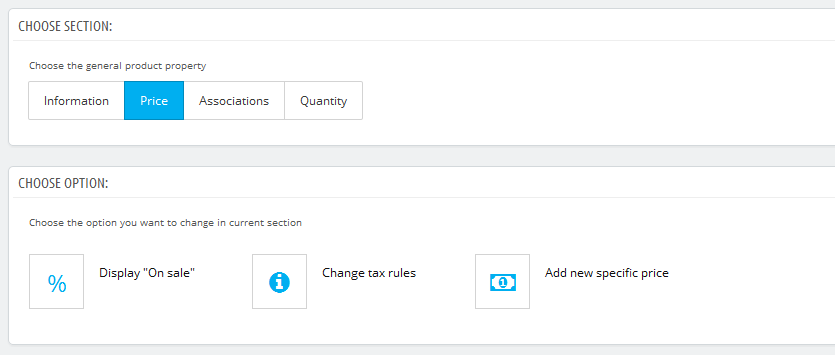 CHOOSE SECTION:
Choose the general product property
Information Price Associations Quantity
CHOOSE OPTION:
Choose the option you want to change in current section
% Display "On sale" Change tax rules 1 Add new specific price